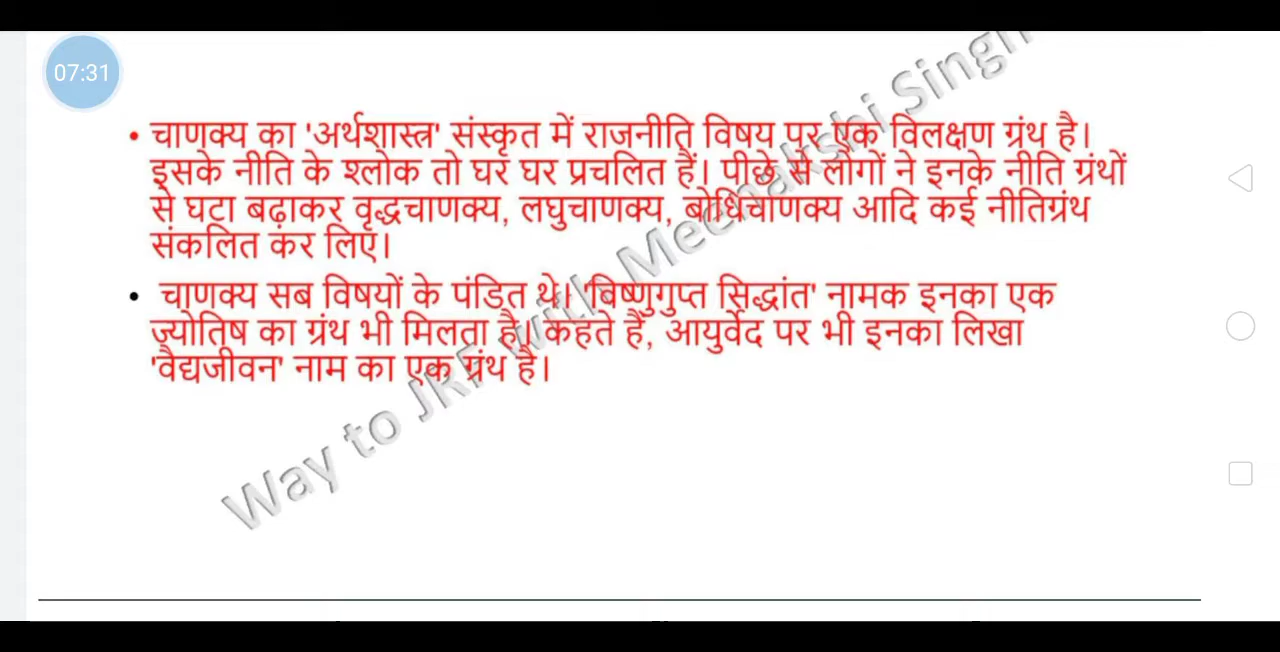 07:31
• चाणक्य का 'अर्थशास्त्र' संस्कृत में राजनीति विषय पर एक विलक्षण ग्रंथ है।
इसके नीति के श्लोक तो घर घर प्रचलित हैं। पीछे से लोगों ने इनके नीति ग्रंथों
से घटा बढ़ाकर वृद्धचाणक्य, लघुचाणक्य, बोधिचाणक्य आदि कई नीतिग्रंथ
संकलित कर लिए।
• चाणक्य सब विषयों के पंडित थे। 'विष्णुगुप्त सिद्धांत' नामक इनका एक
ज्योतिष का ग्रंथ भी मिलता है। कहते हैं, आयुर्वेद पर भी इनका लिखा
'वैद्यजीवन' नाम का एक ग्रंथ है।
Way to JRF with Meenakshi Singh